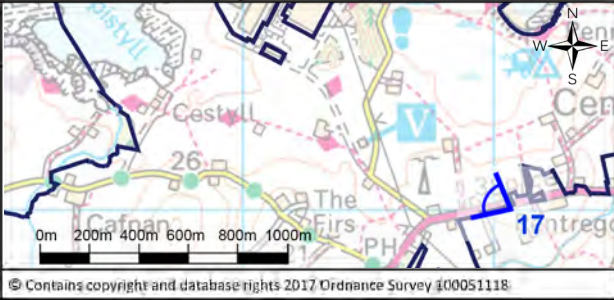 N
W E
S
Cestyll
V
26
The
Firs
Cafnan
17
PH
0m 200m 400m 600m 800m 1000m
© Contains copyright and database rights 2017 Ordnance Survey 100051118